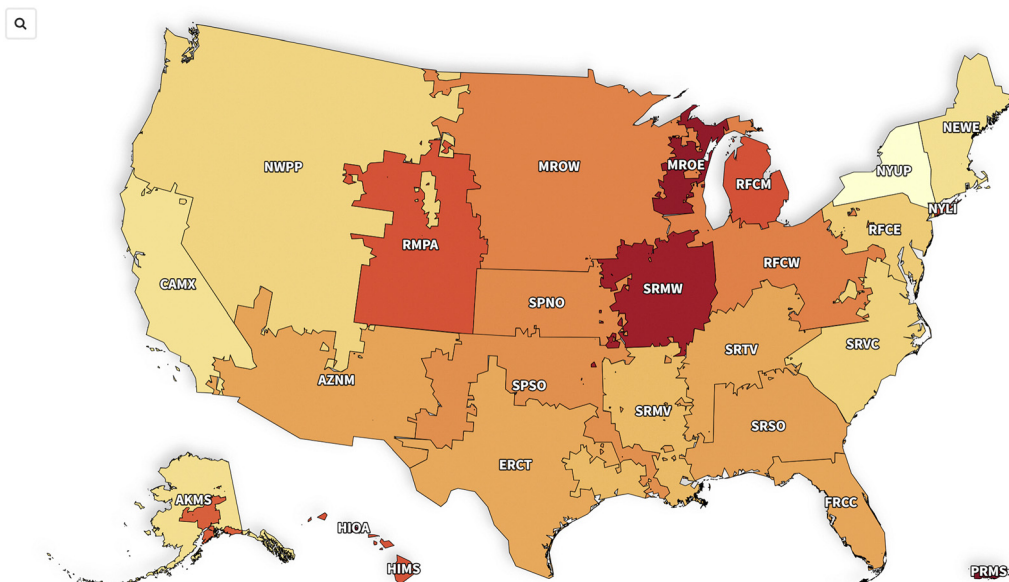 NEWE
NWPP
MROW
MROE
NYUP
RFCM
NYLI
RFCE
RMPA
RFCW
CAMX
SRMW
SPNO
SRVC
SRTV
AZNM
SPSO
SRMV
SRSO
ERCT
AKMS
FRCC
HIOA
HIMS
PRMS